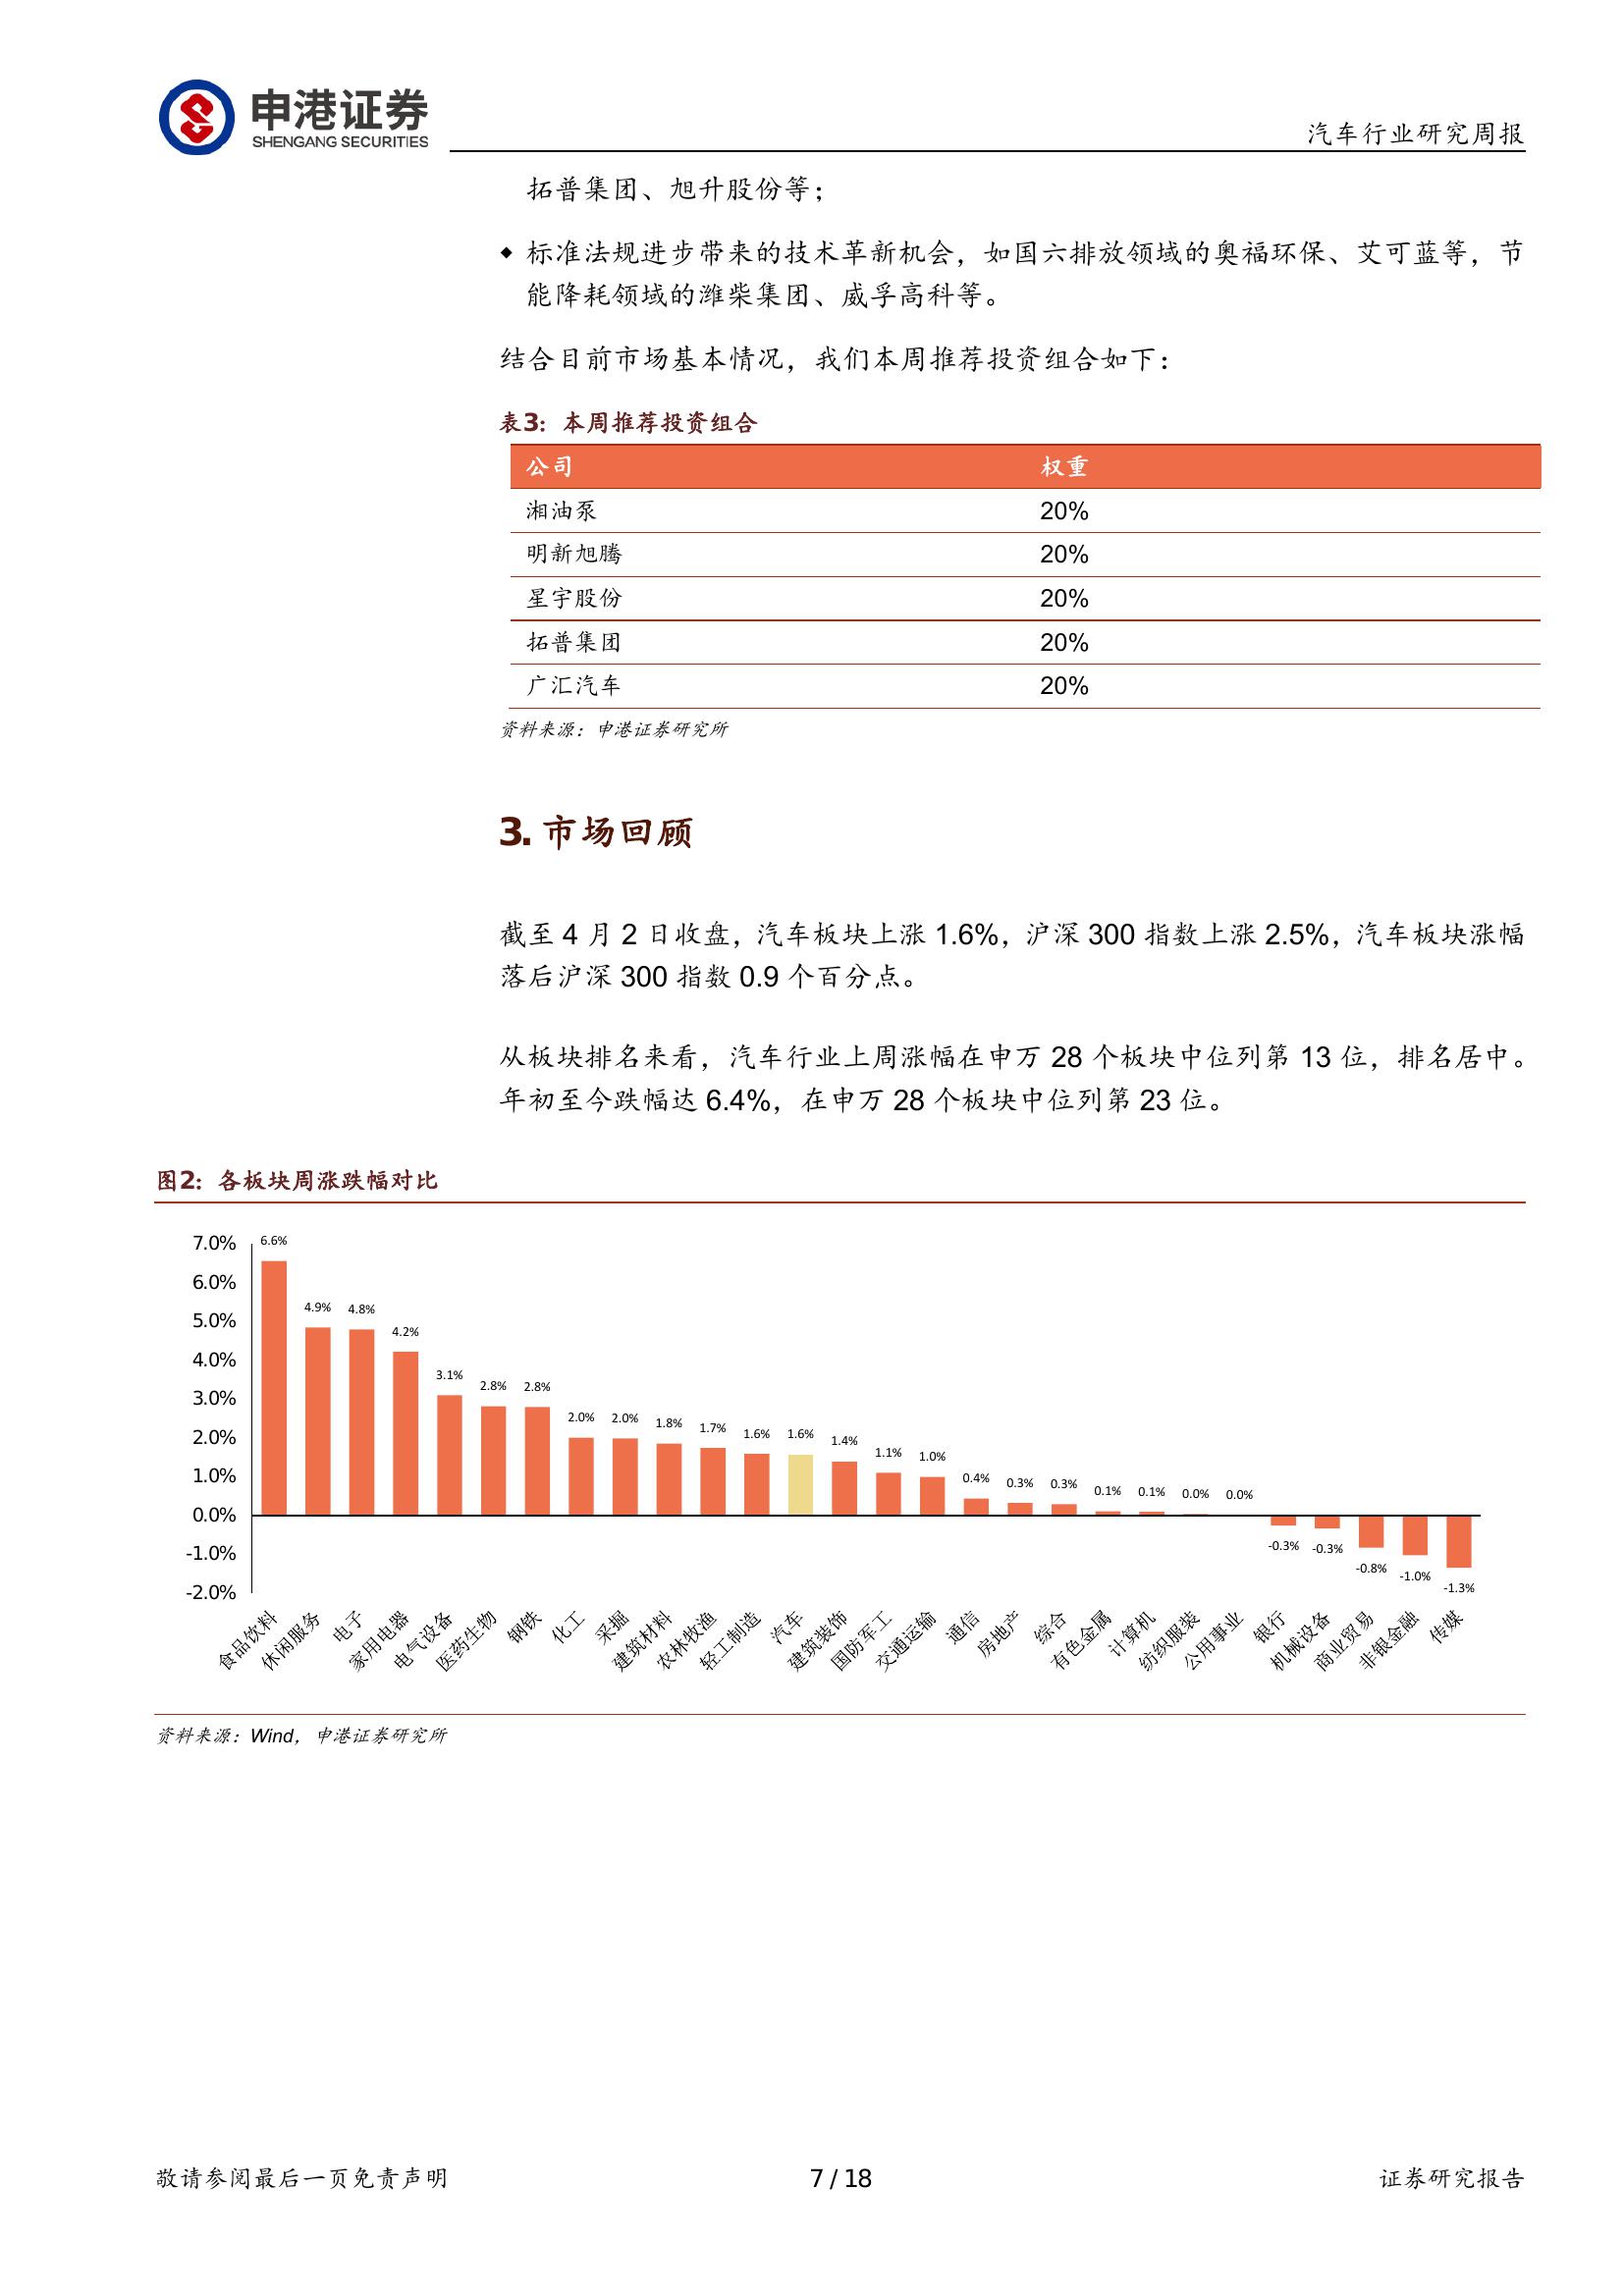 申港证券
SHENGANG SECURITIES
汽车行业研究周报
拓普集团、旭升股份等；
◆ 标准法规进步带来的技术革新机会，如国六排放领域的奥福环保、艾可蓝等，节
能降耗领域的潍柴集团、威孚高科等。
结合目前市场基本情况，我们本周推荐投资组合如下：
表3：本周推荐投资组合
公司 权重
湘油泵 20%
明新旭腾 20%
星宇股份 20%
拓普集团 20%
广汇汽车 20%
资料来源：申港证券研究所
3. 市场回顾
截至 4 月 2 日收盘，汽车板块上涨 1.6%，沪深 300 指数上涨 2.5%，汽车板块涨幅
落后沪深 300 指数 0.9 个百分点。
从板块排名来看，汽车行业上周涨幅在申万 28 个板块中位列第 13 位，排名居中。
年初至今跌幅达 6.4%，在申万 28 个板块中位列第 23 位。
图2：各板块周涨跌幅对比
7.0%
6.0%
5.0%
4.0%
3.0%
2.0%
1.0%
0.0%
-1.0%
-2.0%
6.6% 4.9% 4.8% 4.2% 3.1% 2.8% 2.8% 2.0% 2.0% 1.8% 1.7% 1.6% 1.6% 1.4% 1.1% 1.0% 0.4% 0.3% 0.3% 0.1% 0.1% 0.0% 0.0% -0.3% -0.3% -0.8% -1.0% -1.3%
食品饮料 休闲服务 电子 家用电器 电气设备 医药生物 钢铁 化工 采掘 建筑材料 农林牧渔 轻工制造 汽车 建筑装饰 国防军工 交通运输 通信 房地产 综合 有色金属 计算机 纺织服装 公用事业 银行 机械设备 商业贸易 非银金融 传媒
资料来源：Wind，申港证券研究所
敬请参阅最后一页免责声明 7 / 18 证券研究报告